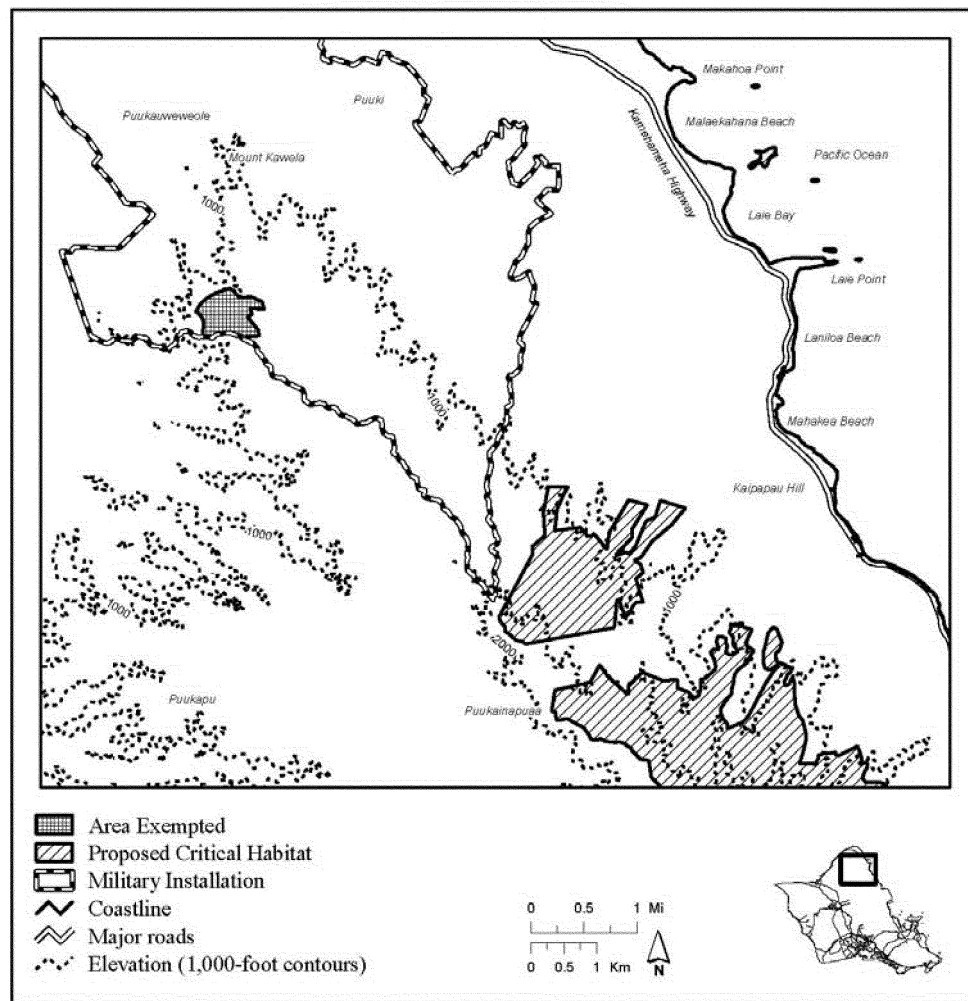 Makahoa Point
Puuki
Puukauweweole
Malaekahana Beach
Kamehameha Highway
Pacific Ocean
Mount Kawela
1000
Laie Bay
Laie Point
Laniloa Beach
1000
Mahakea Beach
Kaipapau Hill
1000
1000
1000
2000
Puukapu
Puukainapuaa
Area Exempted
Proposed Critical Habitat
Military Installation
Coastline
Major roads
Elevation (1,000-foot contours)
0 0.5 1 Mi
0 0.5 1 Km
N